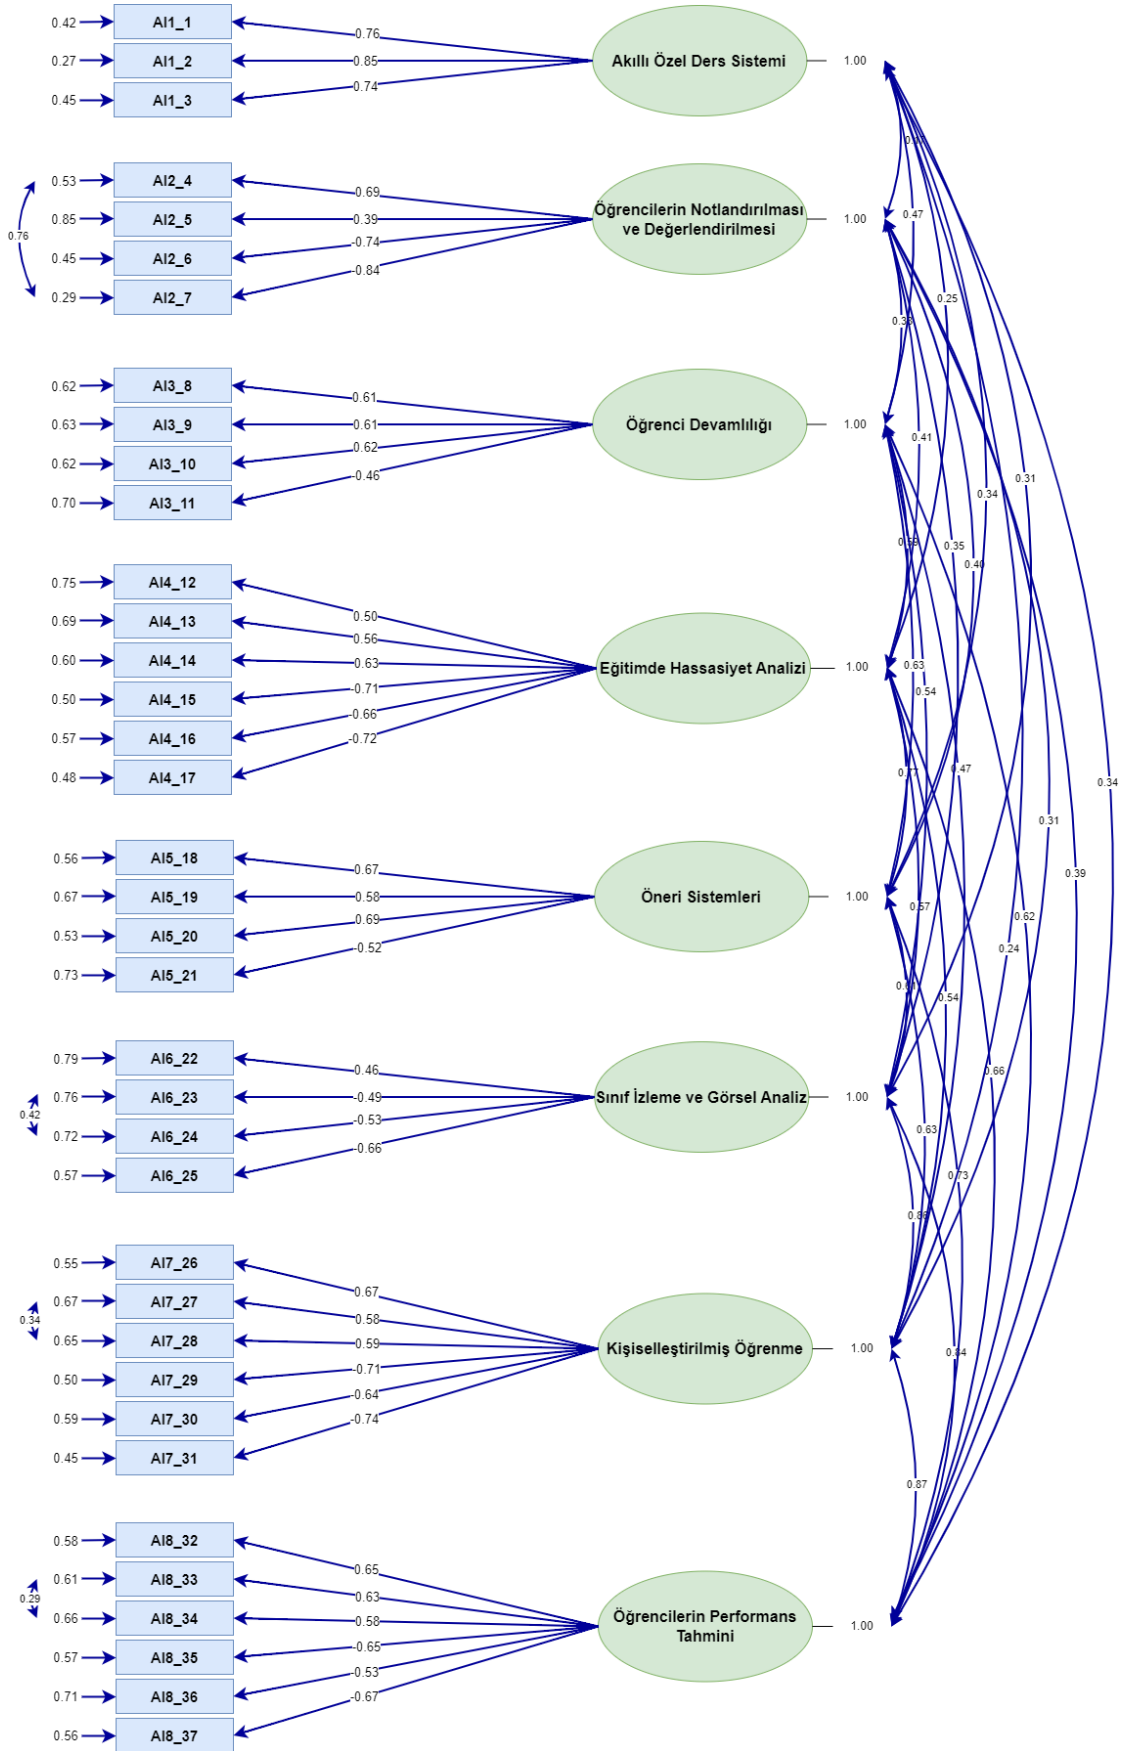 0.42 AI1_1 0.76
0.27 AI1_2 0.85 Akıllı Özel Ders Sistemi 1.00
0.45 AI1_3 0.74
0.53 AI2_4 0.69
0.85 AI2_5 0.39 Öğrencilerin Notlandırılması 1.00
ve Değerlendirilmesi
0.76
0.45 AI2_6 -0.74
0.29 AI2_7 -0.84
0.62 AI3_8 0.61
0.63 AI3_9 0.61 Öğrenci Devamlılığı 1.00
0.62 AI3_10 0.62
0.70 AI3_11 -0.46
0.75 AI4_12 0.50
0.69 AI4_13 0.56
0.60 AI4_14 0.63 Eğitimde Hassasiyet Analizi 1.00
0.50 AI4_15 -0.71
0.57 AI4_16 -0.66
0.48 AI4_17 -0.72
0.56 AI5_18 0.67
0.67 AI5_19 0.58 Öneri Sistemleri 1.00
0.53 AI5_20 0.69
0.73 AI5_21 -0.52
0.79 AI6_22 0.46
0.76 AI6_23 -0.49 Sınıf İzleme ve Görsel Analiz 1.00
0.42
0.72 AI6_24 -0.53
0.57 AI6_25 -0.66
0.55 AI7_26 0.67
0.67 AI7_27 0.58
0.34
0.65 AI7_28 0.59 Kişiselleştirilmiş Öğrenme 1.00
0.50 AI7_29 -0.71
0.59 AI7_30 -0.64
0.45 AI7_31 -0.74
0.58 AI8_32 0.65
0.61 AI8_33 0.63
0.29
0.66 AI8_34 0.58 Öğrencilerin Performans 1.00
Tahmini
0.57 AI8_35 -0.65
0.71 AI8_36 -0.53
0.56 AI8_37 -0.67
0.47
0.25
0.41
0.31
0.34
0.35
0.40
0.63
0.54
0.47
0.34
0.31
0.39
0.57
0.62
0.24
0.54
0.66
0.63
0.73
0.84
0.87